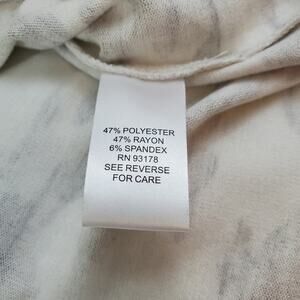 47% POLYESTER
47% RAYON
6% SPANDEX
RN 93178
SEE REVERSE
FOR CARE